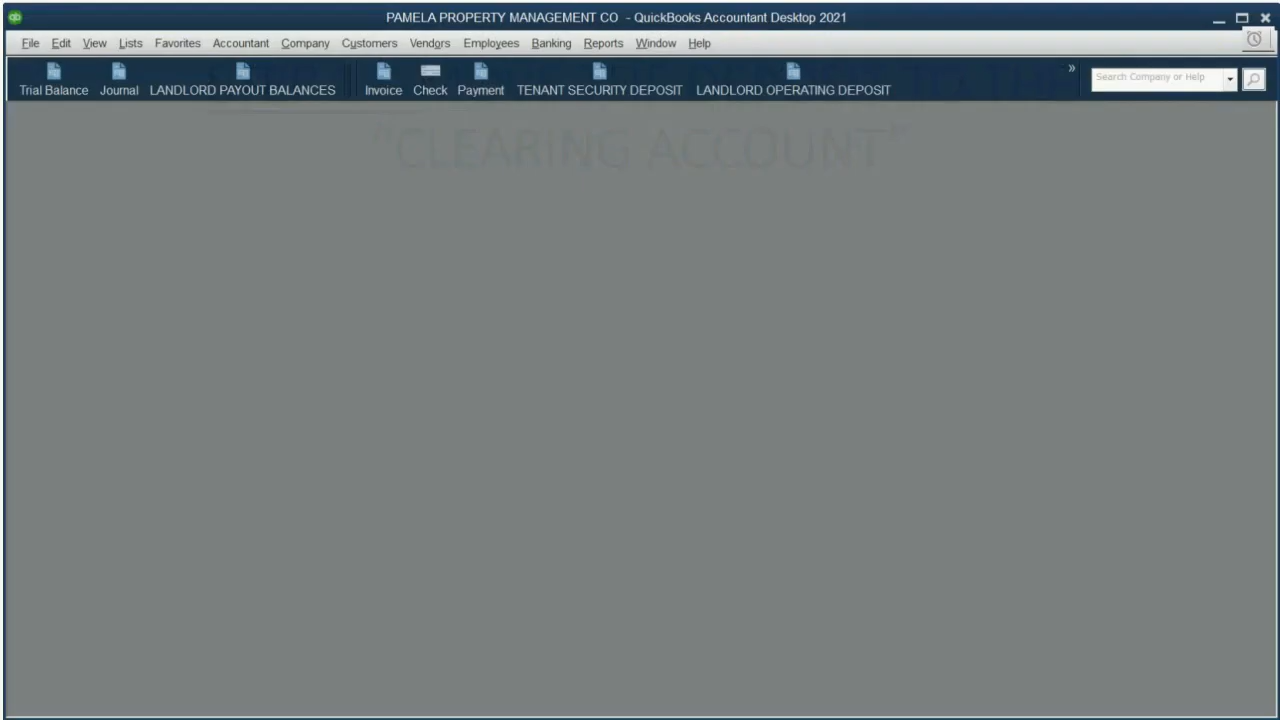 PAMELA PROPERTY MANAGEMENT CO - QuickBooks Accountant Desktop 2021
File Edit View Lists Favorites Accountant Company Customers Vendors Employees Banking Reports Window Help
Trial Balance Journal LANDLORD PAYOUT BALANCES Invoice Check Payment TENANT SECURITY DEPOSIT LANDLORD OPERATING DEPOSIT » Search Company or Help
"CLEARING ACCOUNT"